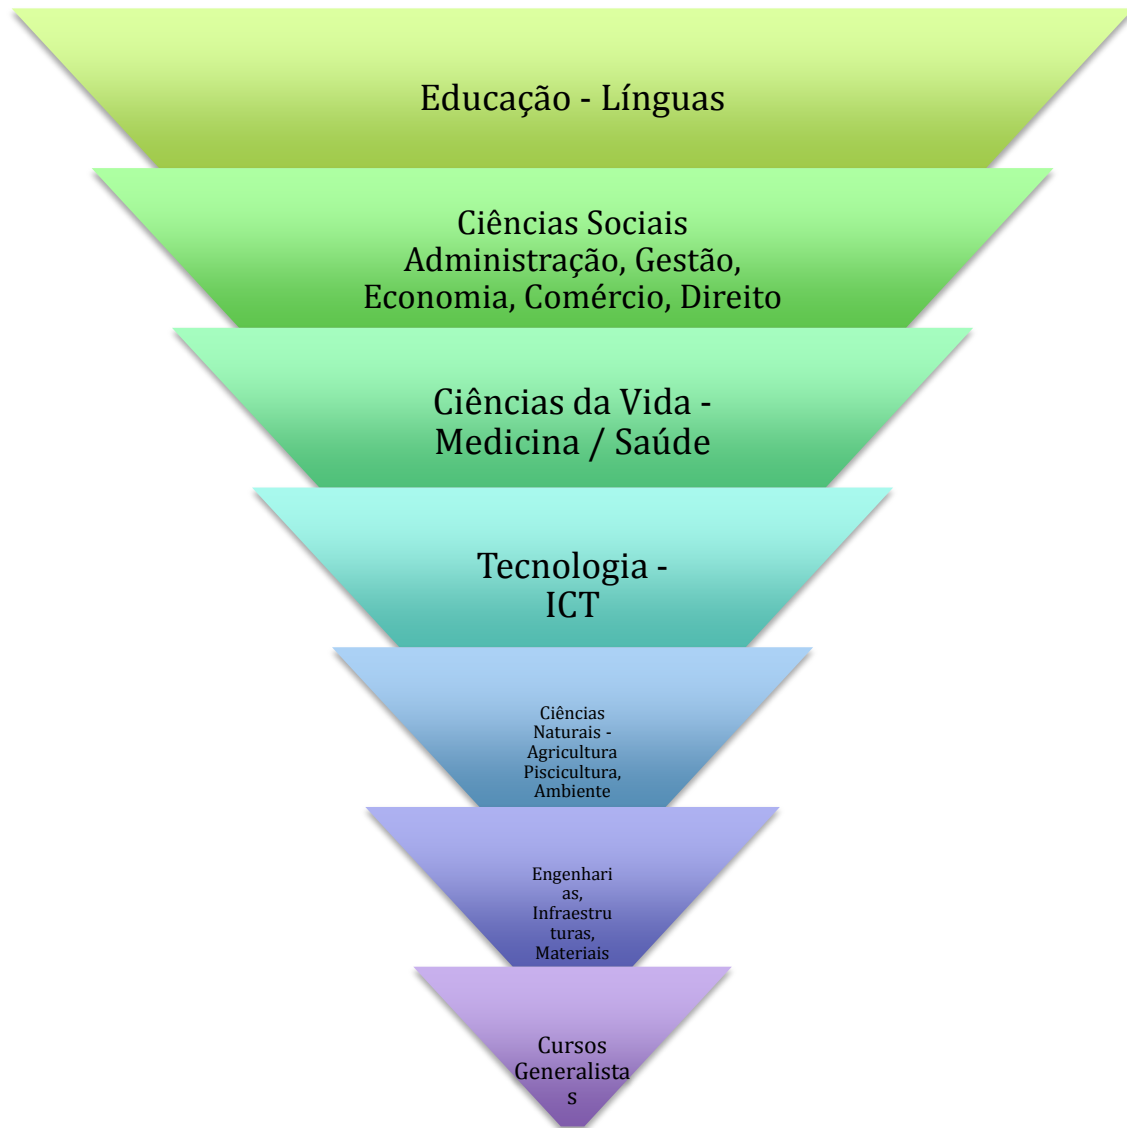 Educação - Línguas
Ciências Sociais
Administração, Gestão,
Economia, Comércio, Direito
Ciências da Vida -
Medicina / Saúde
Tecnologia -
ICT
Ciências
Naturais -
Agricultura
Piscicultura,
Ambiente
Engenhari
as,
Infraestru
turas,
Materiais
Cursos
Generalista
s